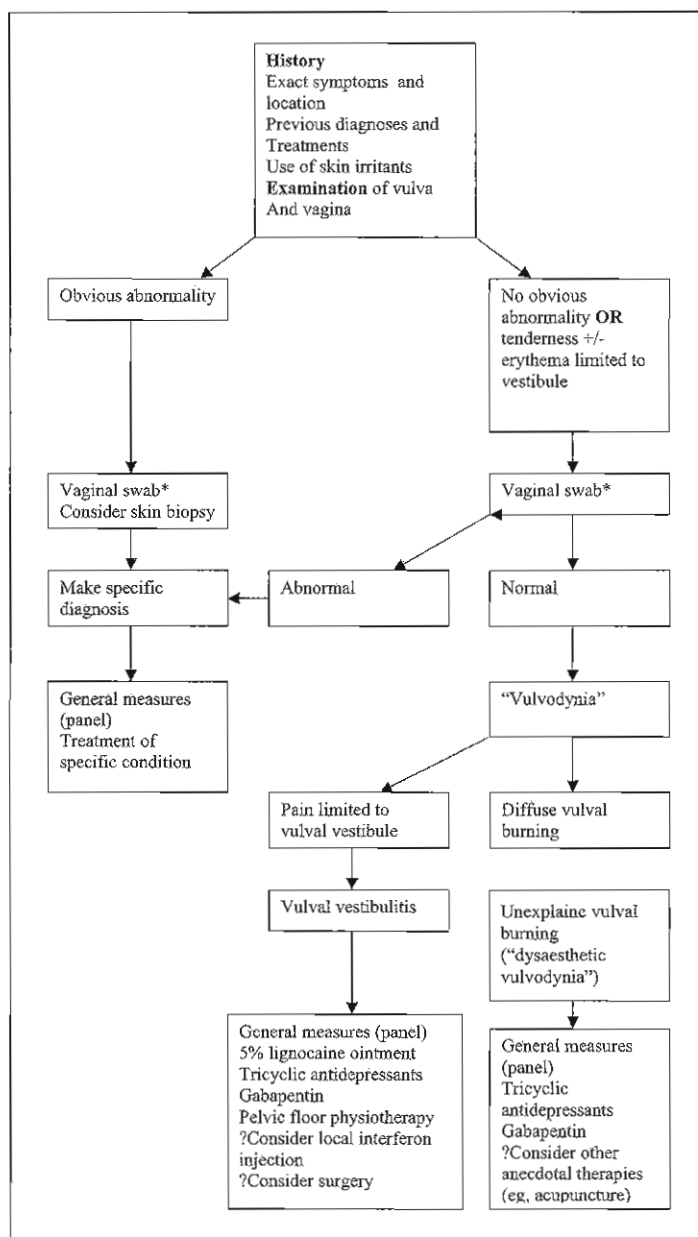 History
Exact symptoms and
location
Previous diagnoses and
Treatments
Use of skin irritants
Examination of vulva
And vagina
Obvious abnormality
No obvious
abnormality OR
tenderness +/-
erythema limited to
vestibule
Vaginal swab*
Consider skin biopsy
Vaginal swab*
Make specific
diagnosis
Abnormal
Normal
General measures
(panel)
Treatment of
specific condition
“Vulvodynia”
Pain limited to
vulval vestibule
Diffuse vulval
burning
Vulval vestibulitis
Unexplainc vulval
burning
(“dysaesthetic
vulvodynia”)
General measures (panel)
5% lignocaine ointment
Tricyclic antidepressants
Gabapentin
Pelvic floor physiotherapy
?Consider local interferon
injection
?Consider surgery
General measures
(panel)
Tricyclic
antidepressants
Gabapentin
?Consider other
anecdotal therapies
(eg, acupuncture)